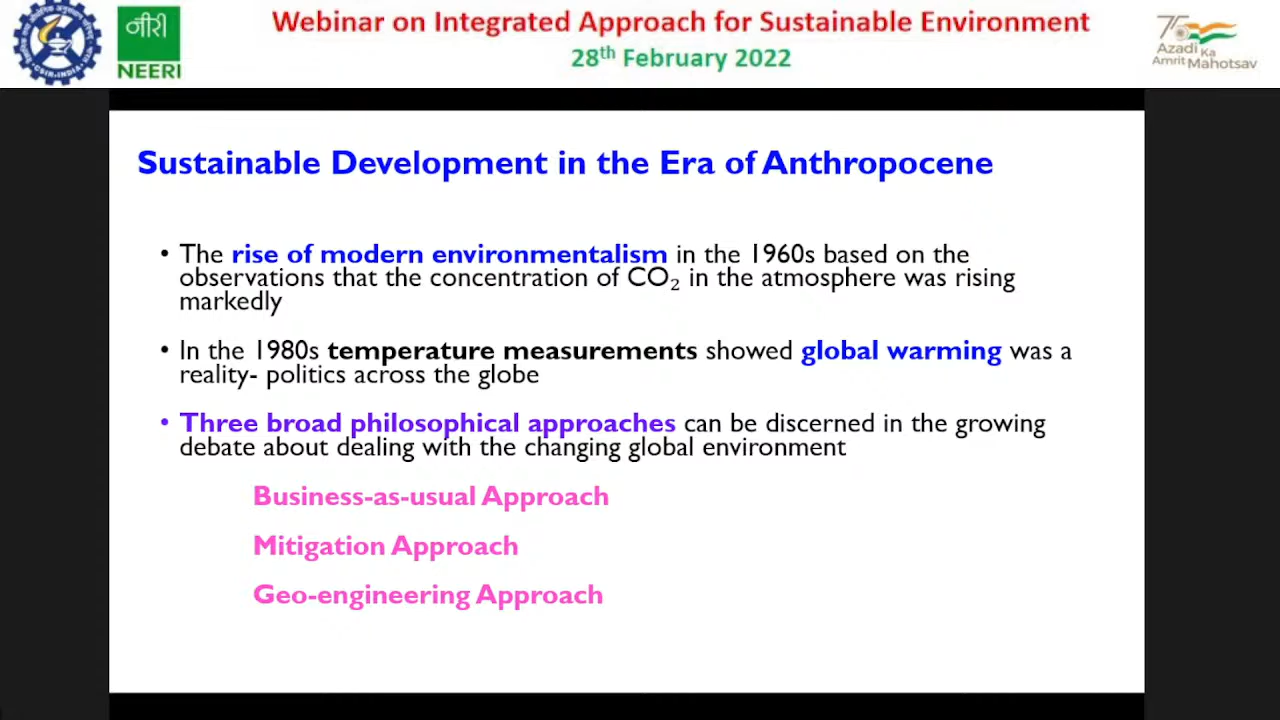 Webinar on Integrated Approach for Sustainable Environment
28th February 2022
नीरी
NEERI
CSIR-INDIA
75
Azadi Ka
Amrit Mahotsav
Sustainable Development in the Era of Anthropocene
• The rise of modern environmentalism in the 1960s based on the
observations that the concentration of CO₂ in the atmosphere was rising
markedly
• In the 1980s temperature measurements showed global warming was a
reality- politics across the globe
• Three broad philosophical approaches can be discerned in the growing
debate about dealing with the changing global environment
Business-as-usual Approach
Mitigation Approach
Geo-engineering Approach